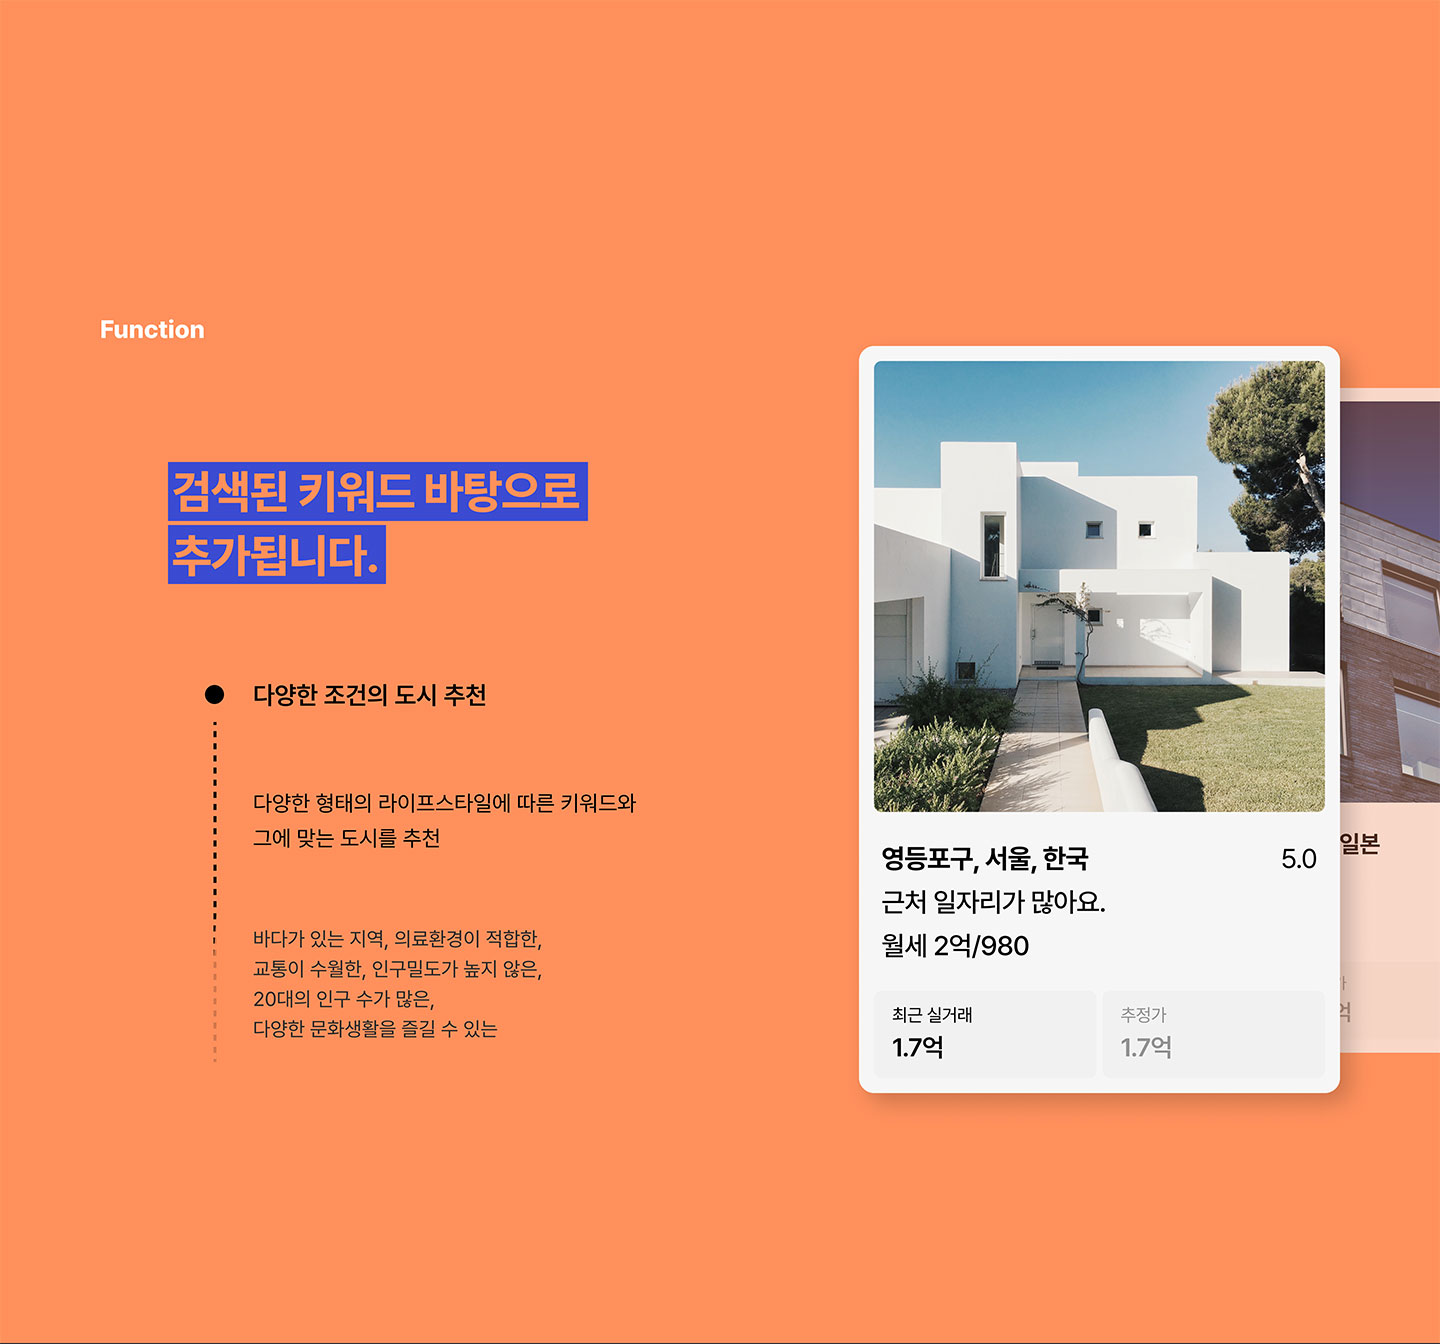 Function
검색된 키워드 바탕으로
추가됩니다.
다양한 조건의 도시 추천
다양한 형태의 라이프스타일에 따른 키워드와
그에 맞는 도시를 추천
바다가 있는 지역, 의료환경이 적합한,
교통이 수월한, 인구밀도가 높지 않은,
20대의 인구 수가 많은,
다양한 문화생활을 즐길 수 있는
영등포구, 서울, 한국
5.0
근처 일자리가 많아요.
월세 2억/980
최근 실거래
1.7억
추정가
1.7억
일본